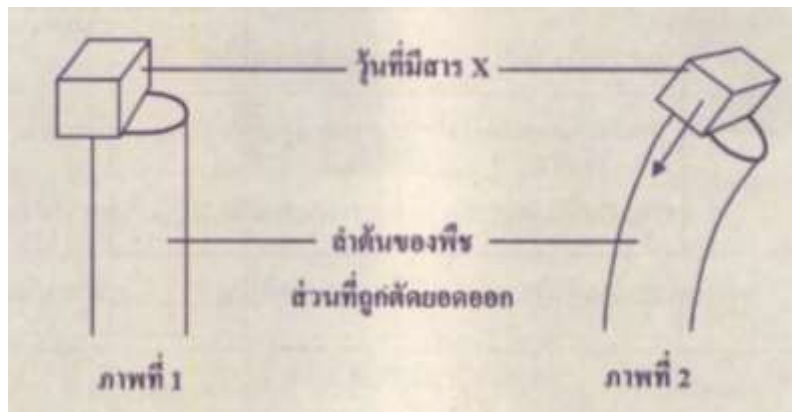 วุ้นที่มีสาร X
ลำต้นของพืช
ส่วนที่ถูกตัดยอดออก
ภาพที่ 1
ภาพที่ 2